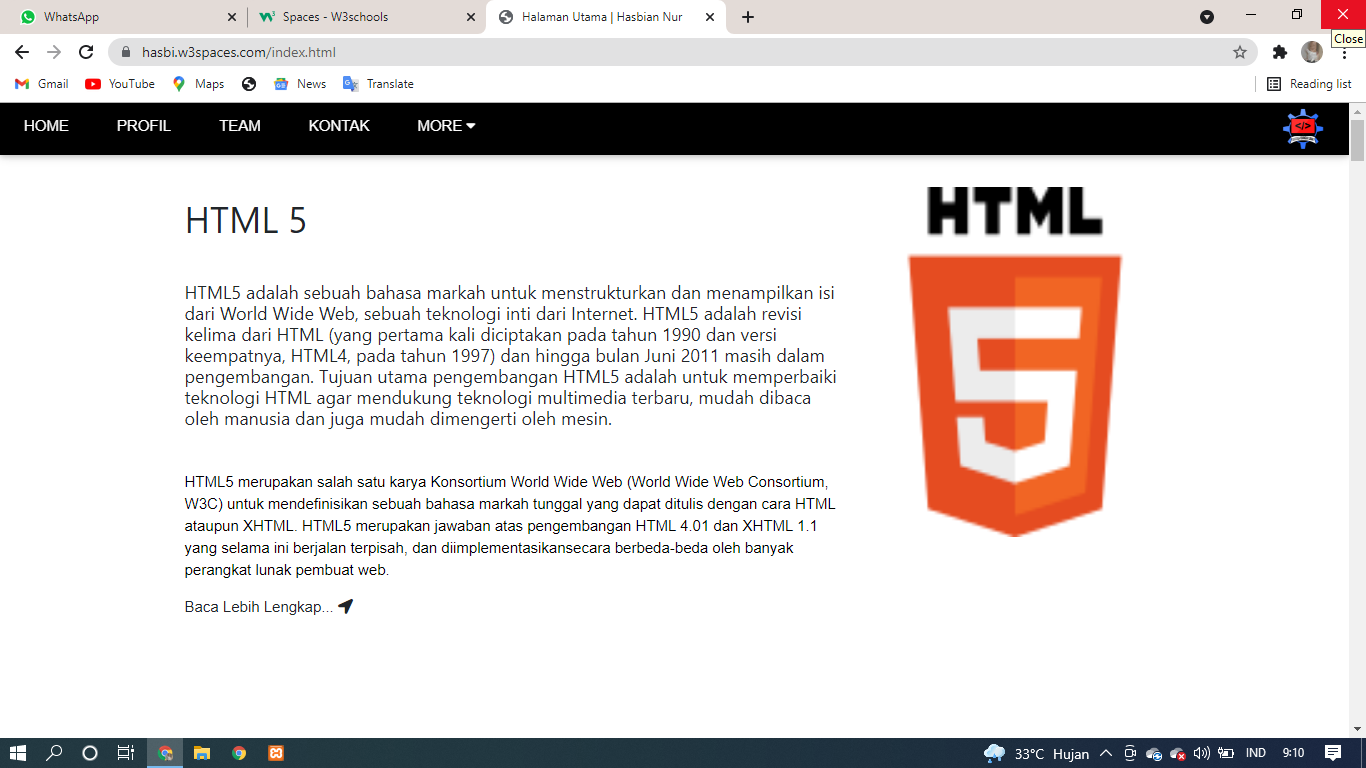 WhatsApp
Spaces - W3schools
Halaman Utama | Hasbian Nur
Close
hasbi.w3spaces.com/index.html
Gmail
YouTube
Maps
News
Translate
Reading list
HOME
PROFIL
TEAM
KONTAK
MORE
HTML 5
HTML5 adalah sebuah bahasa markah untuk menstrukturkan dan menampilkan isi
dari World Wide Web, sebuah teknologi inti dari Internet. HTML5 adalah revisi
kelima dari HTML (yang pertama kali diciptakan pada tahun 1990 dan versi
keempatnya, HTML4, pada tahun 1997) dan hingga bulan Juni 2011 masih dalam
pengembangan. Tujuan utama pengembangan HTML5 adalah untuk memperbaiki
teknologi HTML agar mendukung teknologi multimedia terbaru, mudah dibaca
oleh manusia dan juga mudah dimengerti oleh mesin.
HTML5 merupakan salah satu karya Konsortium World Wide Web (World Wide Web Consortium,
W3C) untuk mendefinisikan sebuah bahasa markah tunggal yang dapat ditulis dengan cara HTML
ataupun XHTML. HTML5 merupakan jawaban atas pengembangan HTML 4.01 dan XHTML 1.1
yang selama ini berjalan terpisah, dan diimplementasikansecara berbeda-beda oleh banyak
perangkat lunak pembuat web.
Baca Lebih Lengkap...
HTML
5
33°C Hujan
IND
9:10